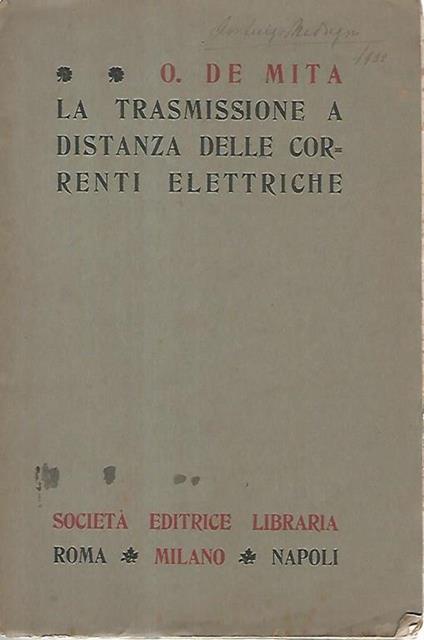 O. DE MITA
LA TRASMISSIONE A
DISTANZA DELLE COR=
RENTI ELETTRICHE
SOCIETÀ EDITRICE LIBRARIA
ROMA MILANO NAPOLI